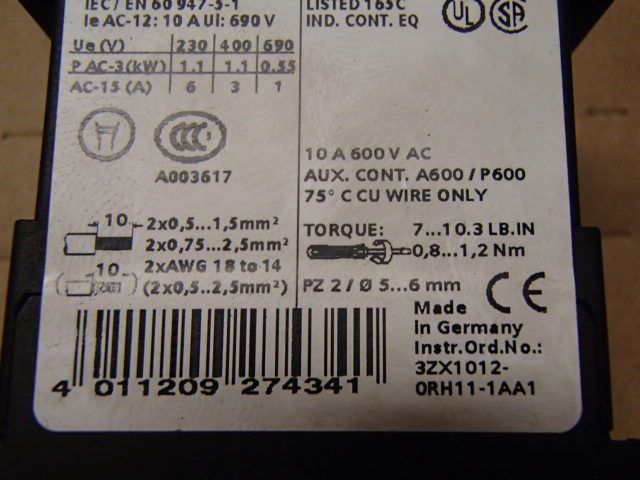 IEC / EN 60 947-5-1
Ie AC-12: 10 A UI: 690 V
Ue (V) 230 400 690
P AC-3(kW) 1.1 1.1 0.55
AC-15 (A) 6 3 1
LISTED 165C
IND. CONT. EQ
UL
SA
CCC
A003617
10 A 600 V AC
AUX. CONT. A600 / P600
75° C CU WIRE ONLY
10 2x0,5...1,5mm²
2x0,75...2,5mm²
10 2xAWG 18 to 14
(2x0,5..2,5mm²)
TORQUE: 7...10.3 LB.IN
0,8...1,2 Nm
PZ 2 / Ø 5...6 mm
CE
Made
in Germany
Instr.Ord.No.:
3ZX1012-
0RH11-1AA1
4 011209 274341